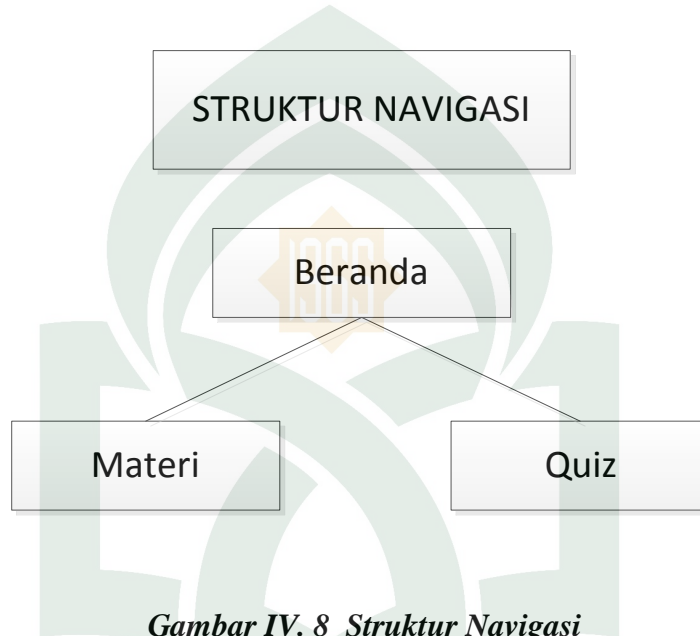 STRUKTUR NAVIGASI
Beranda
Materi
Quiz
Gambar IV. 8 Struktur Navigasi